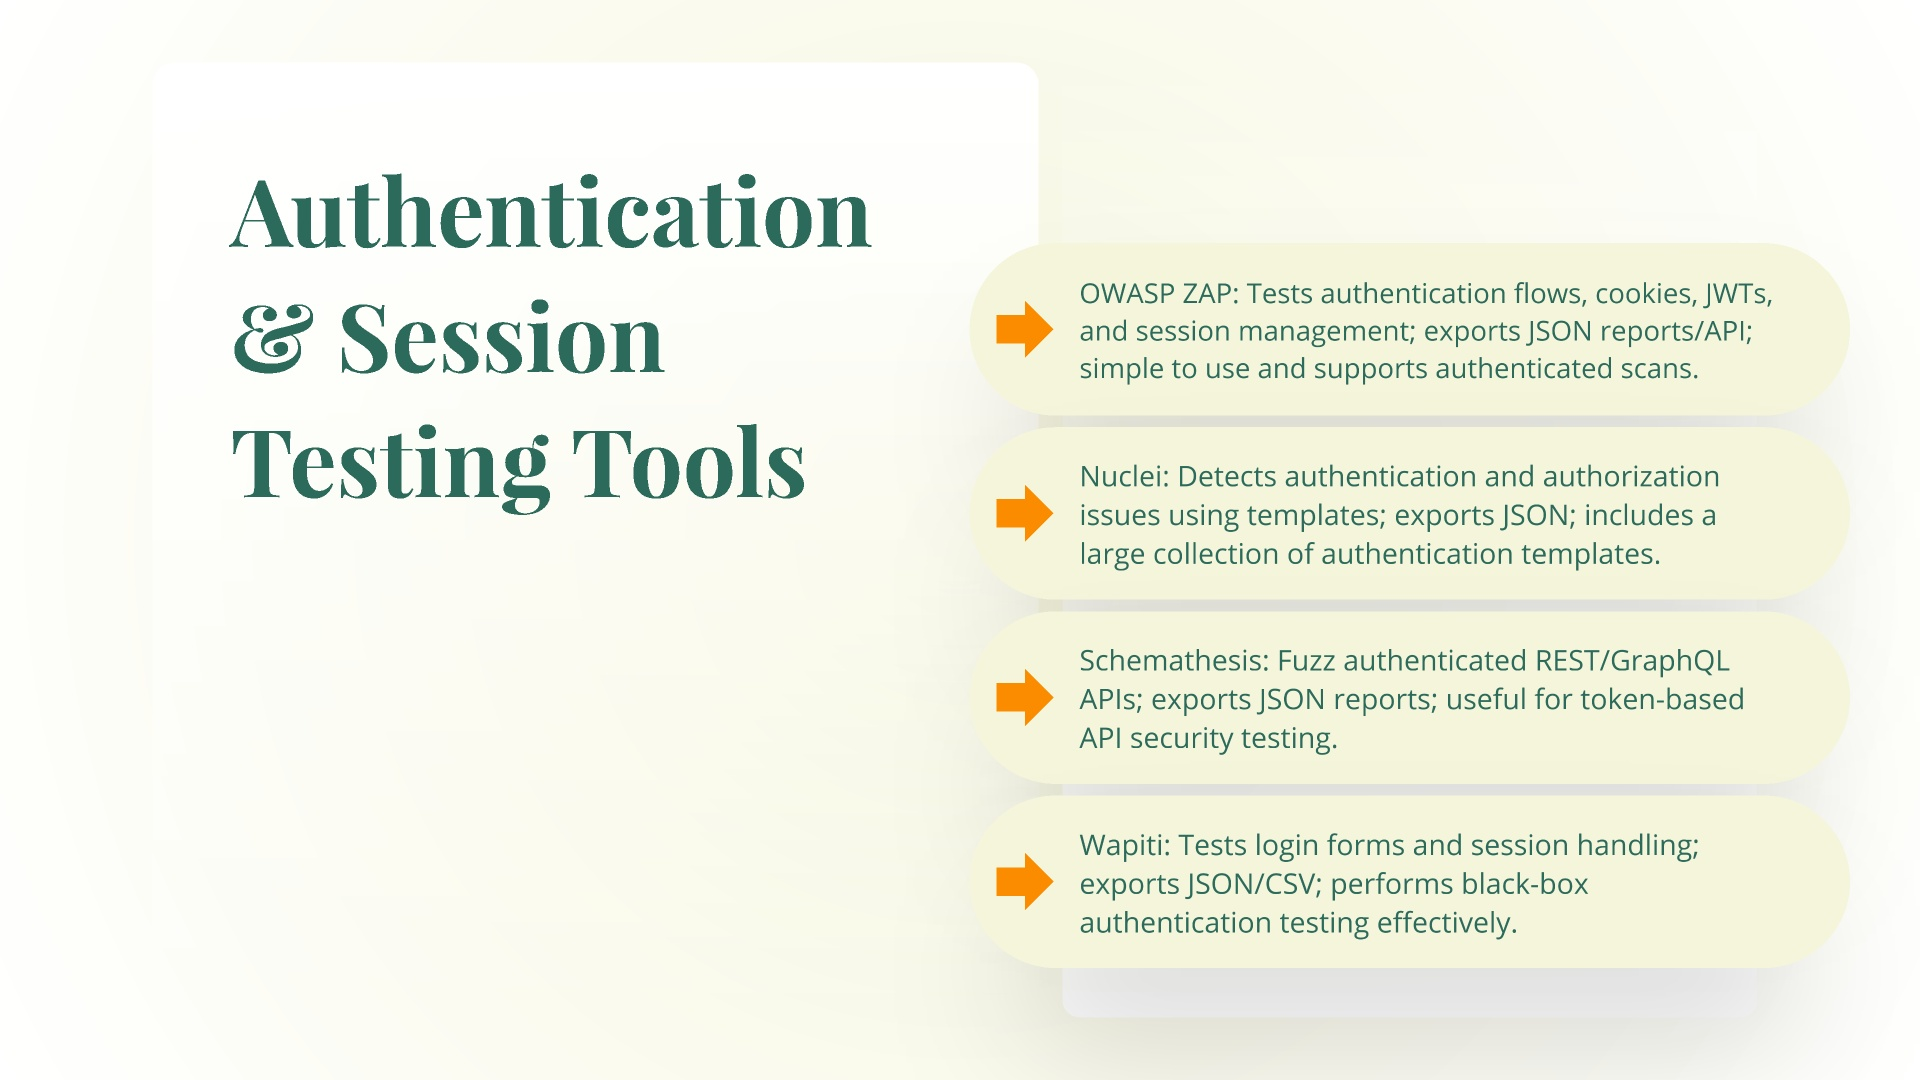 Authentication
& Session
Testing Tools
OWASP ZAP: Tests authentication flows, cookies, JWTs,
and session management; exports JSON reports/API;
simple to use and supports authenticated scans.
Nuclei: Detects authentication and authorization
issues using templates; exports JSON; includes a
large collection of authentication templates.
Schemathesis: Fuzz authenticated REST/GraphQL
APIs; exports JSON reports; useful for token-based
API security testing.
Wapiti: Tests login forms and session handling;
exports JSON/CSV; performs black-box
authentication testing effectively.